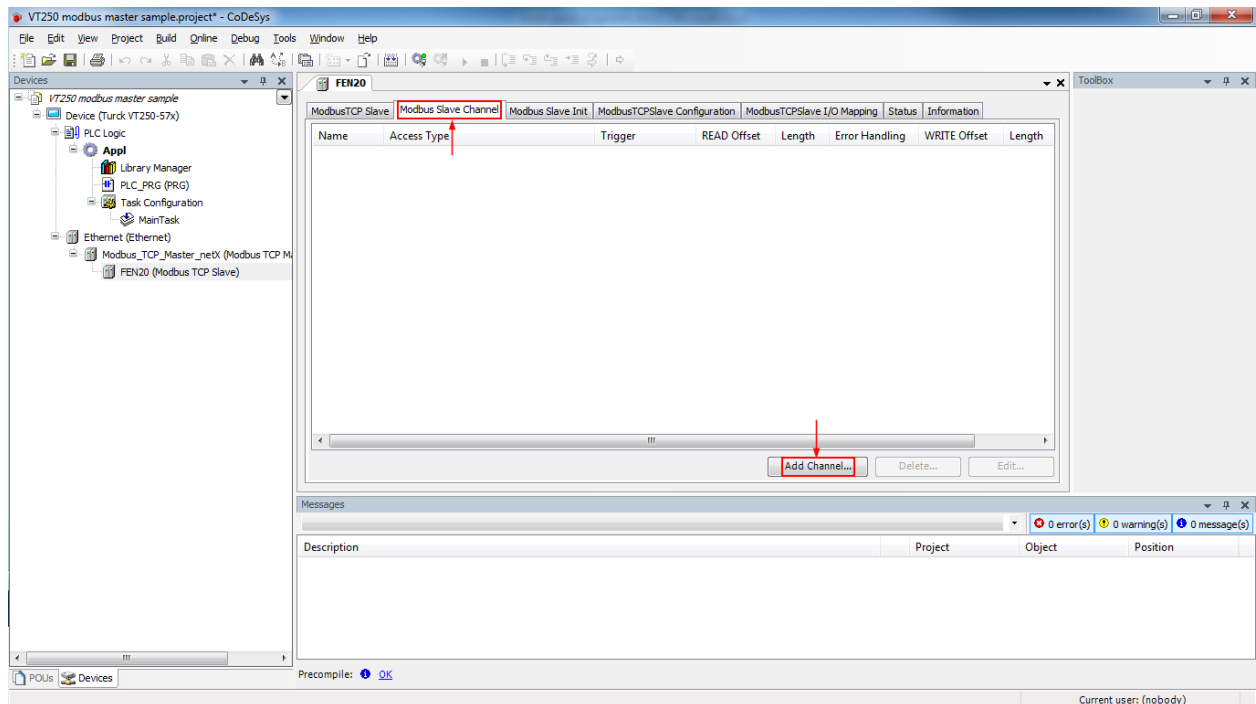 VT250 modbus master sample.project* - CoDeSys
File Edit View Project Build Online Debug Tools Window Help
Devices
VT250 modbus master sample
Device (Turck VT250-57x)
PLC Logic
Appl
Library Manager
PLC_PRG (PRG)
Task Configuration
MainTask
Ethernet (Ethernet)
Modbus_TCP_Master_netX (Modbus TCP Ma
FEN20 (Modbus TCP Slave)
POUs Devices
FEN20
ModbusTCP Slave Modbus Slave Channel Modbus Slave Init ModbusTCPSlave Configuration ModbusTCPSlave I/O Mapping Status Information
Name Access Type Trigger READ Offset Length Error Handling WRITE Offset Length
Add Channel... Delete... Edit...
ToolBox
Messages
0 error(s) 0 warning(s) 0 message(s)
Description Project Object Position
Precompile: OK
Current user: (nobody)